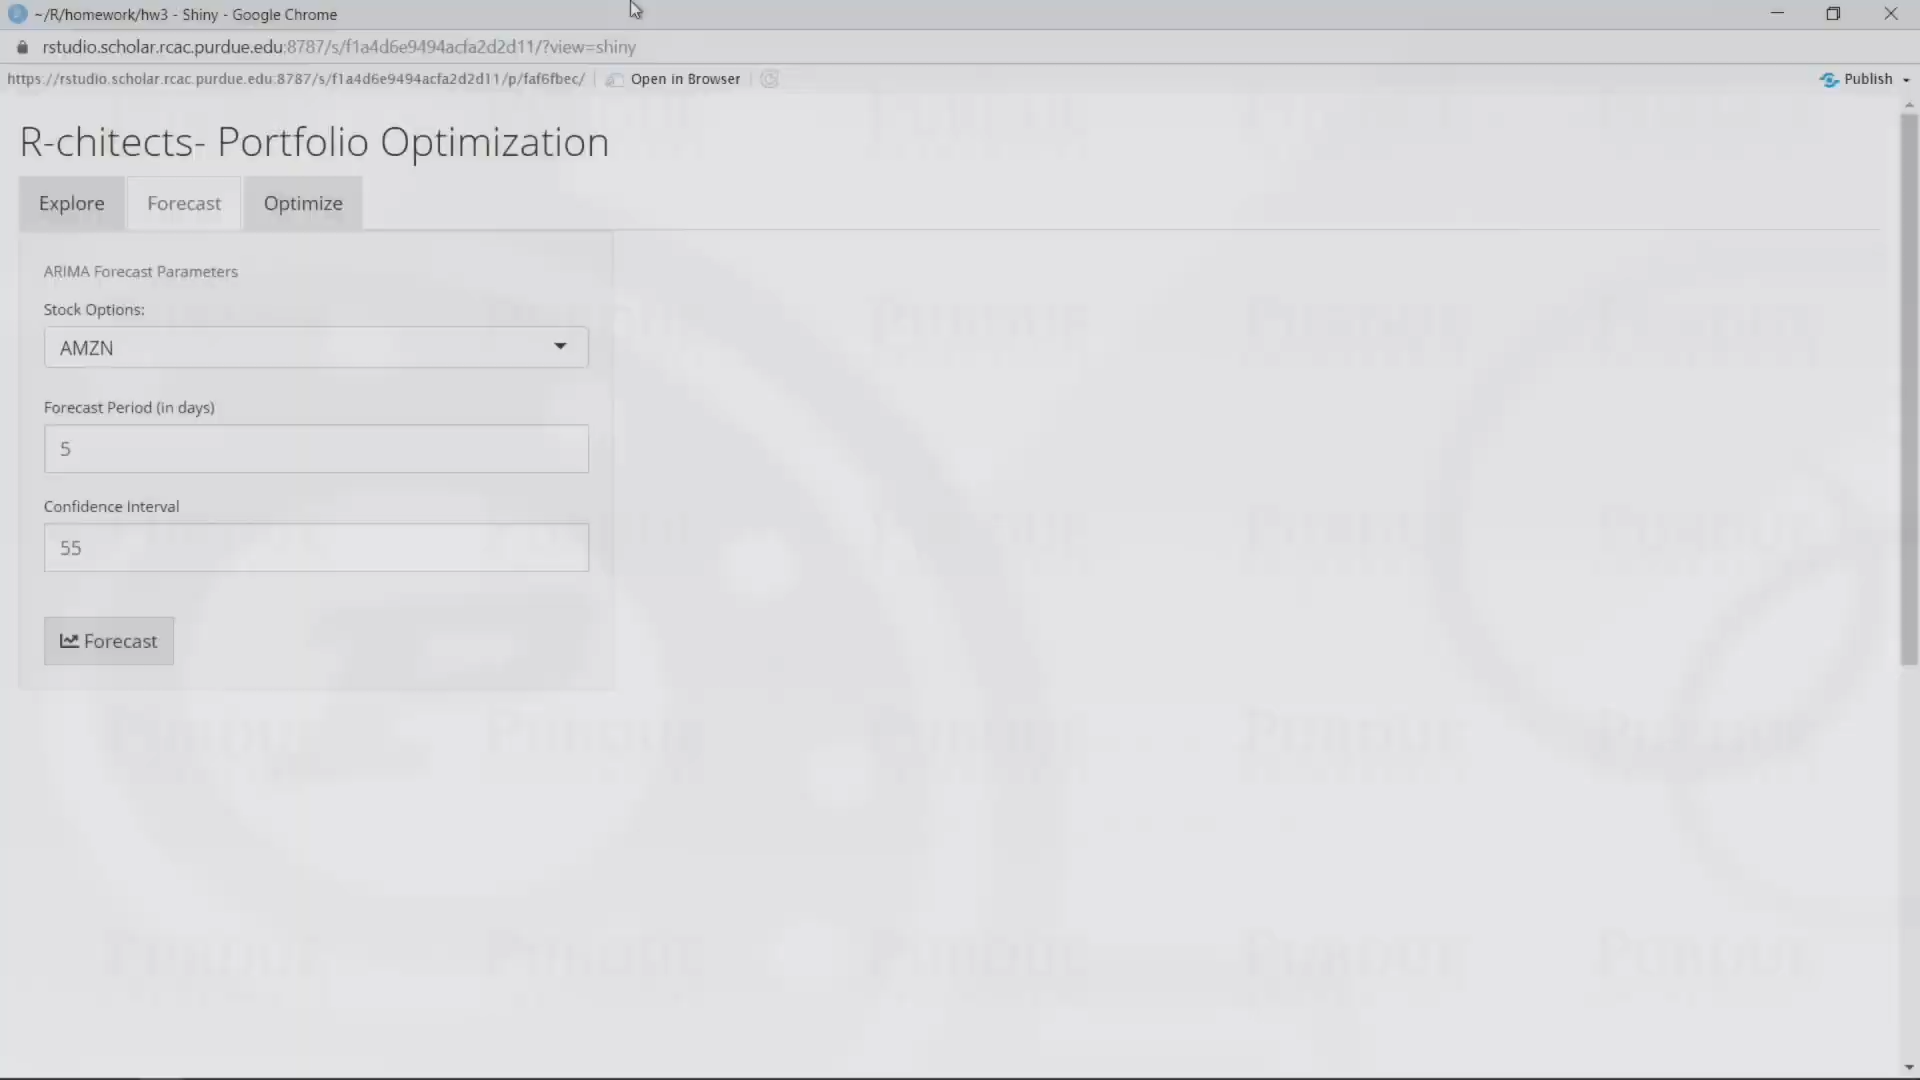 ~/R/homework/hw3 - Shiny - Google Chrome
rstudio.scholar.rcac.purdue.edu:8787/s/f1a4d6e9494acfa2d2d11/?view=shiny
https://rstudio.scholar.rcac.purdue.edu:8787/s/f1a4d6e9494acfa2d2d11/p/faf6fbec/ Open in Browser Publish
R-chitects- Portfolio Optimization
Explore Forecast Optimize
ARIMA Forecast Parameters
Stock Options:
AMZN
Forecast Period (in days)
5
Confidence Interval
55
Forecast